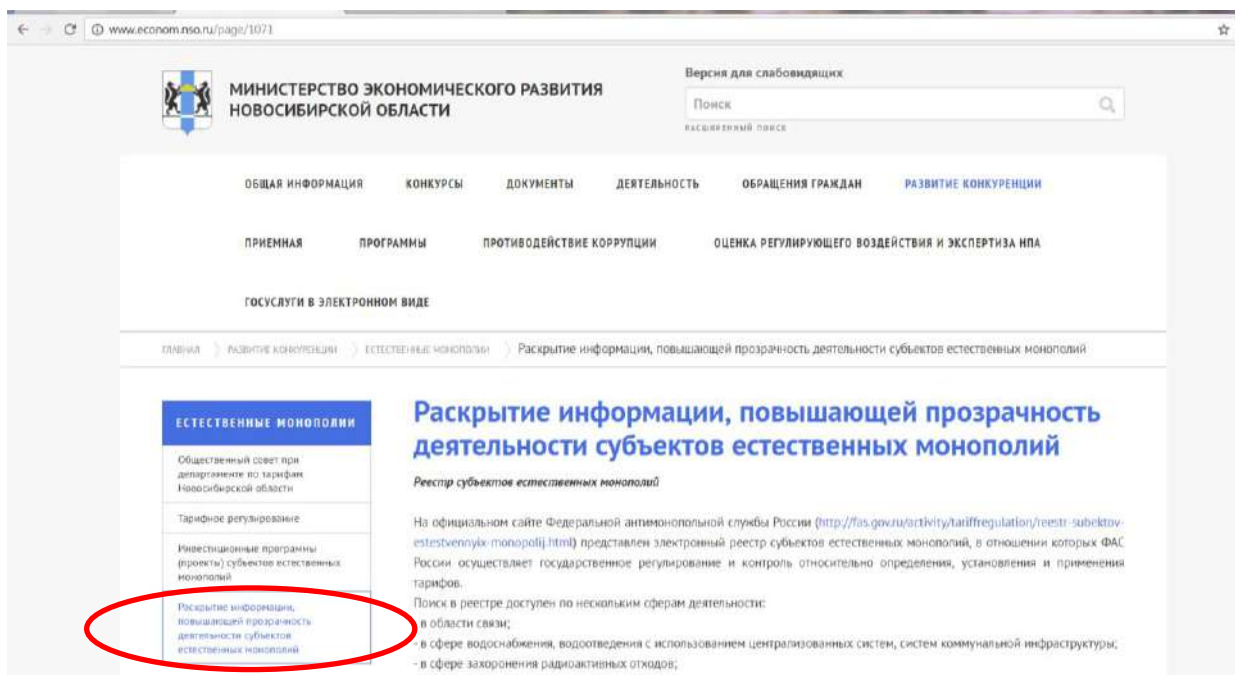 www.econom.nso.ru/page/1071
Версия для слабовидящих
МИНИСТЕРСТВО ЭКОНОМИЧЕСКОГО РАЗВИТИЯ
НОВОСИБИРСКОЙ ОБЛАСТИ
Поиск
РАСШИРЕННЫЙ ПОИСК
ОБЩАЯ ИНФОРМАЦИЯ КОНКУРСЫ ДОКУМЕНТЫ ДЕЯТЕЛЬНОСТЬ ОБРАЩЕНИЯ ГРАЖДАН РАЗВИТИЕ КОНКУРЕНЦИИ
ПРИЕМНАЯ ПРОГРАММЫ ПРОТИВОДЕЙСТВИЕ КОРРУПЦИИ ОЦЕНКА РЕГУЛИРУЮЩЕГО ВОЗДЕЙСТВИЯ И ЭКСПЕРТИЗА НПА
ГОСУСЛУГИ В ЭЛЕКТРОННОМ ВИДЕ
ГЛАВНАЯ РАЗВИТИЕ КОНКУРЕНЦИИ ЕСТЕСТВЕННЫЕ МОНОПОЛИИ Раскрытие информации, повышающей прозрачность деятельности субъектов естественных монополий
ЕСТЕСТВЕННЫЕ МОНОПОЛИИ
Общественный совет при
департаменте по тарифам
Новосибирской области
Тарифное регулирование
Инвестиционные программы
(проекты) субъектов естественных
монополий
Раскрытие информации,
повышающей прозрачность
деятельности субъектов
естественных монополий
Раскрытие информации, повышающей прозрачность
деятельности субъектов естественных монополий
Реестр субъектов естественных монополий
На официальном сайте Федеральной антимонопольной службы России (http://fas.gov.ru/activity/tariffregulation/reestr-subektov-
estestvennyix-monopolij.html) представлен электронный реестр субъектов естественных монополий, в отношении которых ФАС
России осуществляет государственное регулирование и контроль относительно определения, установления и применения
тарифов.
Поиск в реестре доступен по нескольким сферам деятельности:
- в области связи;
- в сфере водоснабжения, водоотведения с использованием централизованных систем, систем коммунальной инфраструктуры;
- в сфере захоронения радиоактивных отходов;